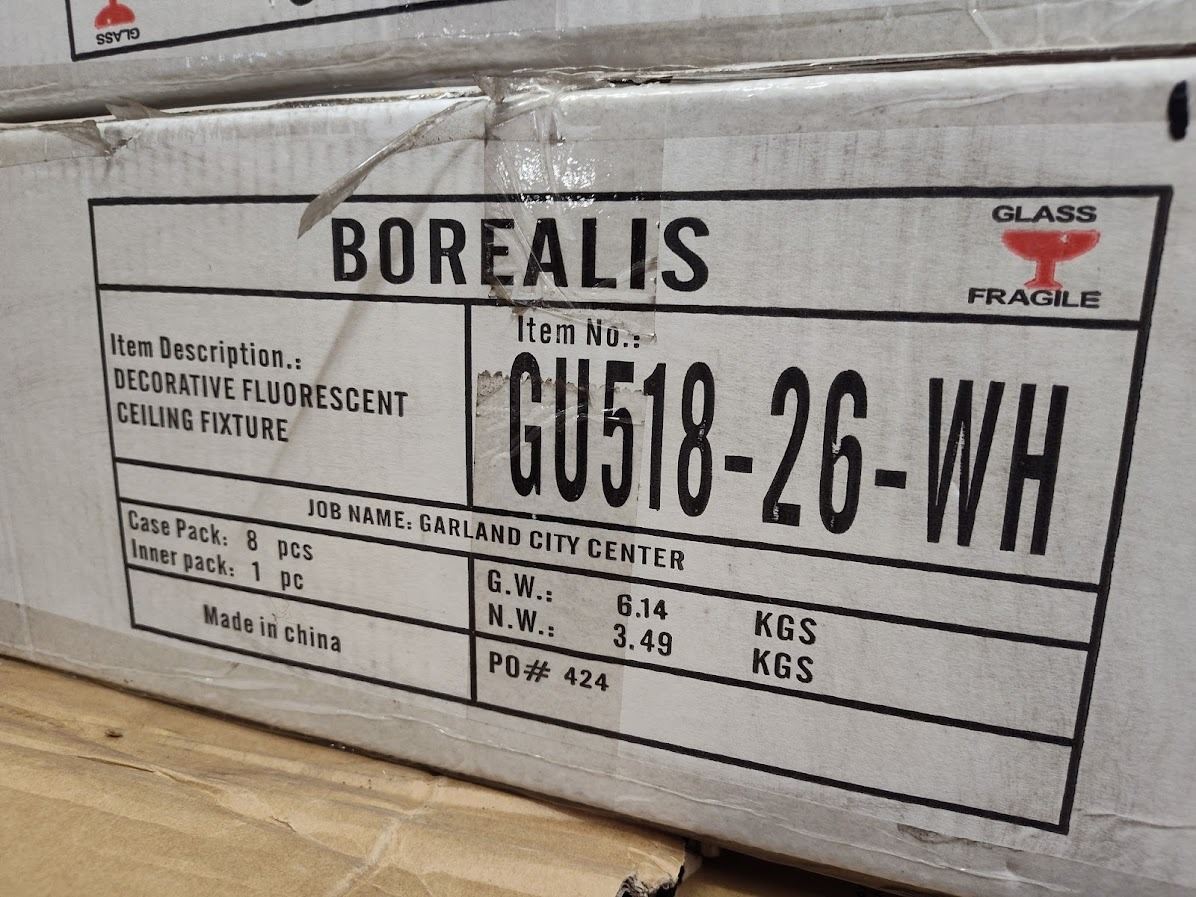 GLASS
BOREALIS
GLASS
FRAGILE
Item Description.:
DECORATIVE FLUORESCENT
CEILING FIXTURE
Item No.:
GU518-26-WH
JOB NAME: GARLAND CITY CENTER
Case Pack: 8 pcs
Inner pack: 1 pc
G.W.: 6.14 KGS
N.W.: 3.49 KGS
Made in china
PO# 424